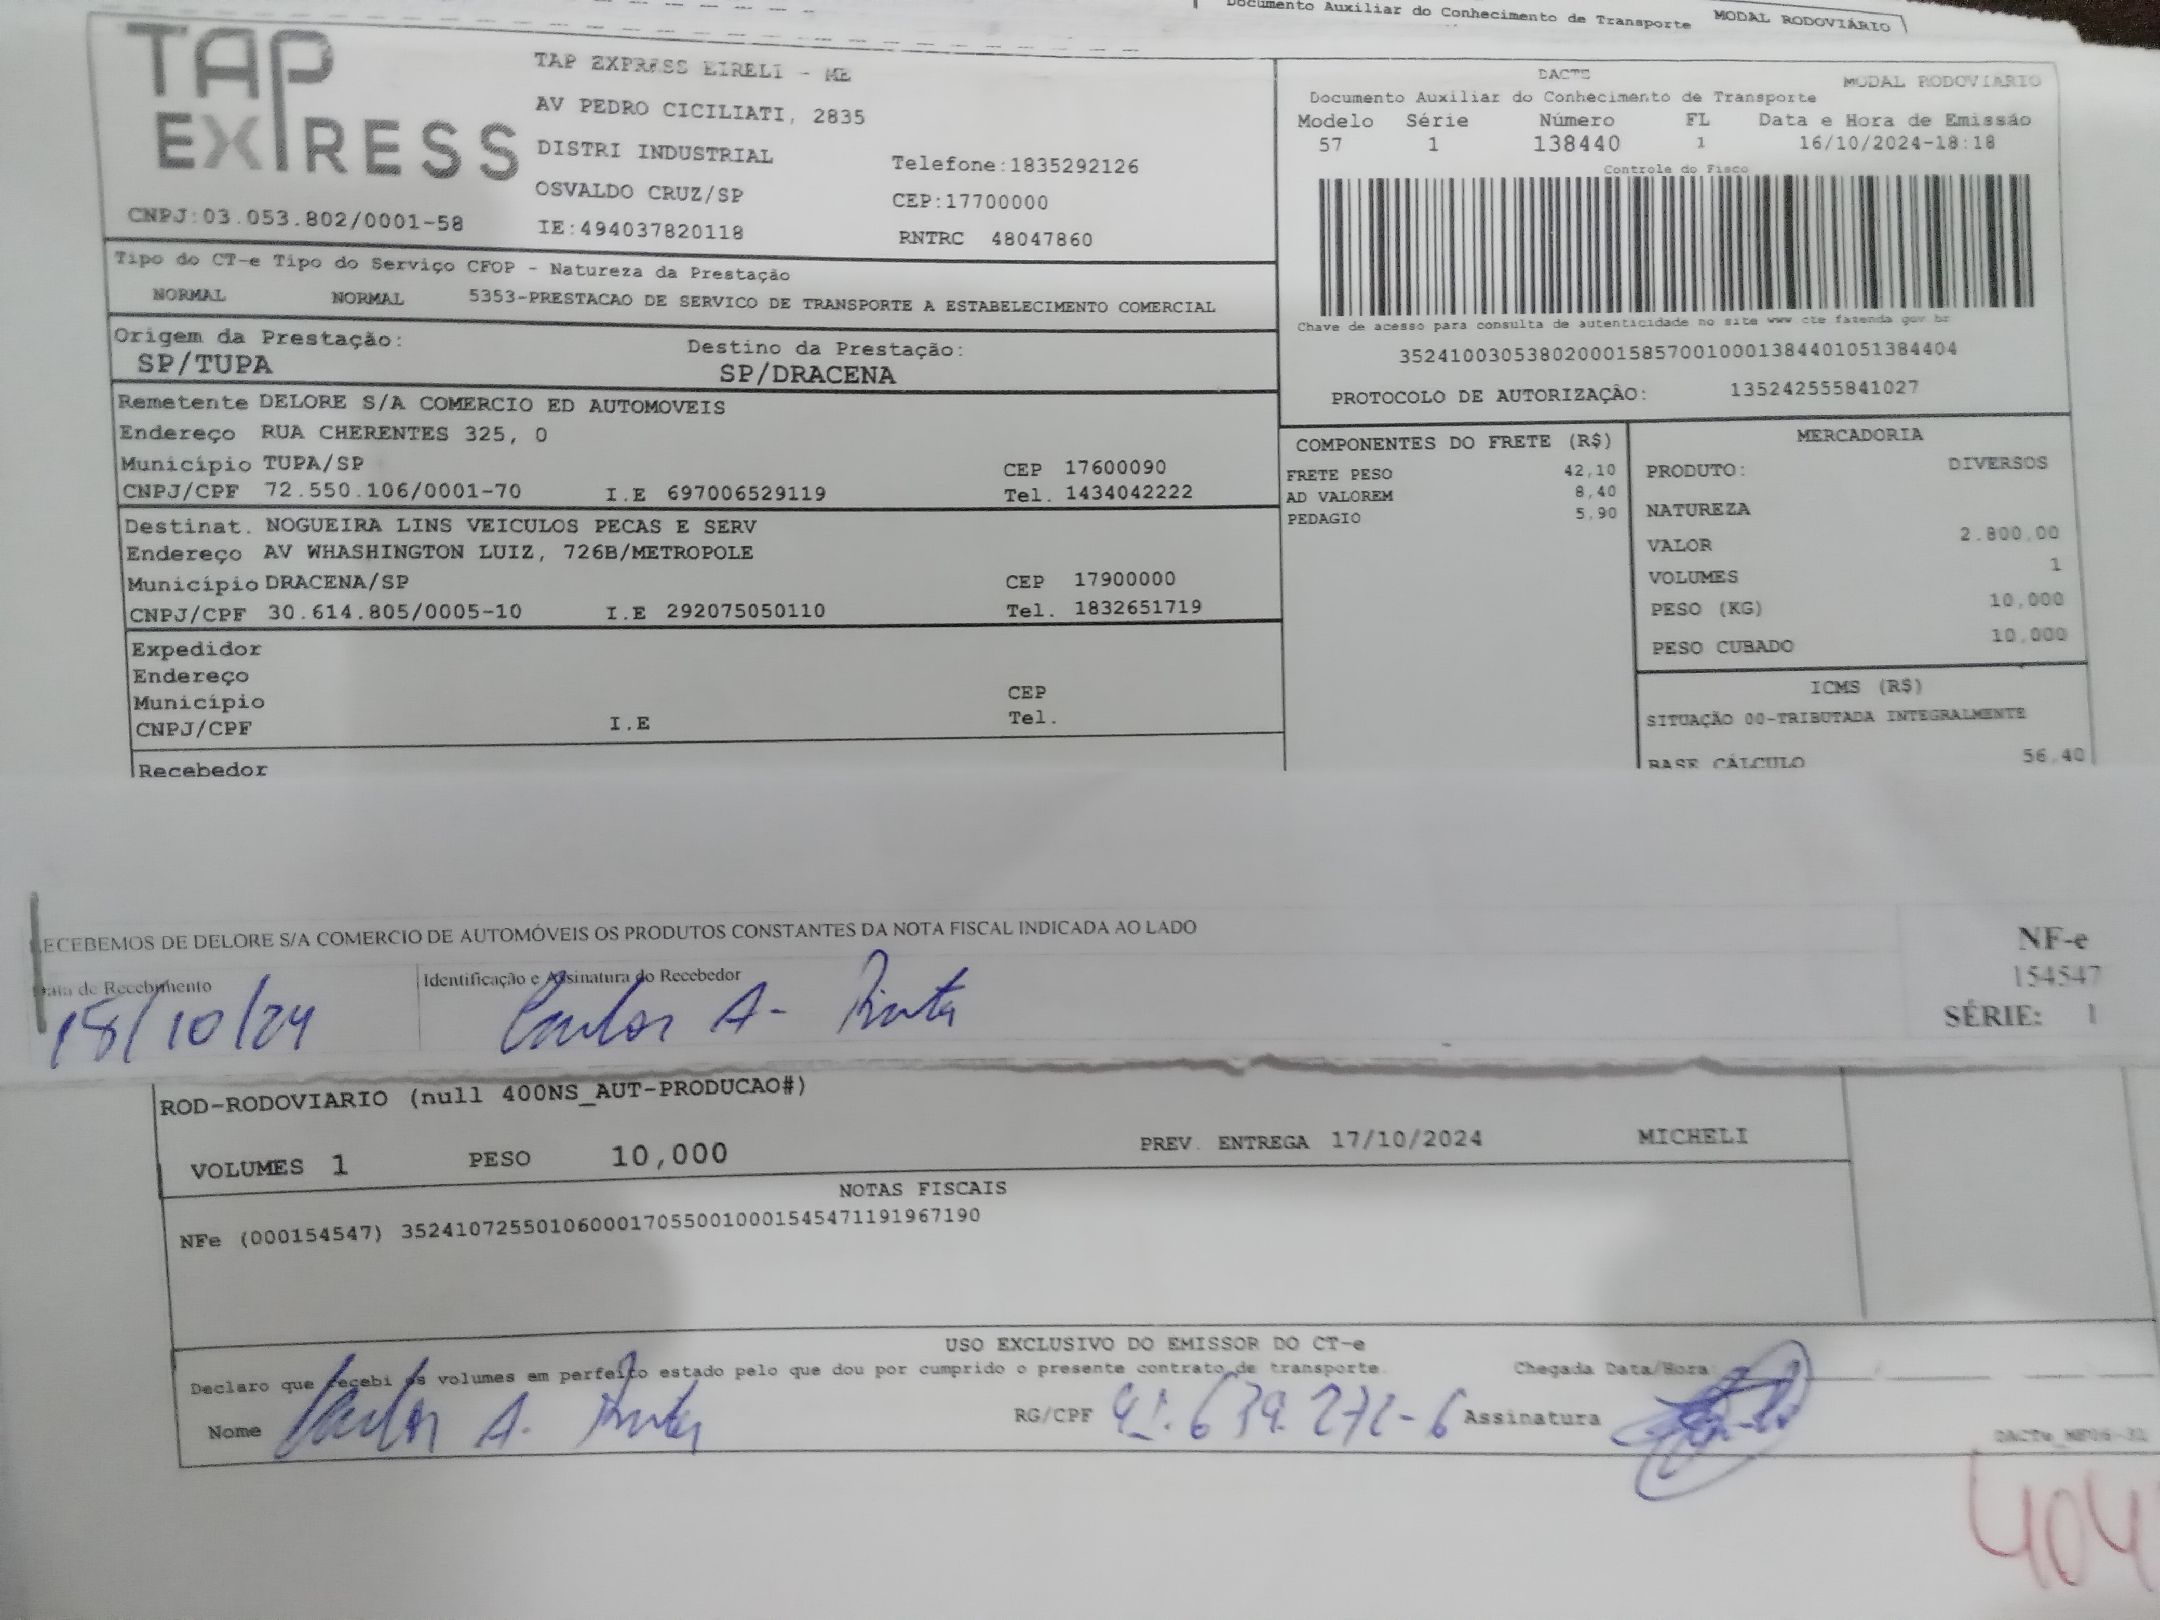 Documento Auxiliar do Conhecimento de Transporte MODAL RODOVIÁRIO
TAP EXPRESS
TAP EXPRESS EIRELI - ME
AV PEDRO CICILIATI, 2835
DISTRI INDUSTRIAL
Telefone:1835292126
OSVALDO CRUZ/SP
CEP:17700000
CNPJ:03.053.802/0001-58
IE:494037820118
RNTRC 48047860
DACTE MODAL RODOVIARIO
Documento Auxiliar do Conhecimento de Transporte
Modelo Série Número FL Data e Hora de Emissão
57 1 138440 1 16/10/2024-18:18
Controle do Fisco
Chave de acesso para consulta de autenticidade no site www cte fazenda gov br
35241003053802000158570010001384401051384404
PROTOCOLO DE AUTORIZAÇÂO: 135242555841027
Tipo do CT-e Tipo do Serviço CFOP - Natureza da Prestação
NORMAL NORMAL 5353-PRESTACAO DE SERVICO DE TRANSPORTE A ESTABELECIMENTO COMERCIAL
Origem da Prestação: Destino da Prestação:
SP/TUPA SP/DRACENA
Remetente DELORE S/A COMERCIO ED AUTOMOVEIS
Endereço RUA CHERENTES 325, 0
Município TUPA/SP CEP 17600090
CNPJ/CPF 72.550.106/0001-70 I.E 697006529119 Tel. 1434042222
Destinat. NOGUEIRA LINS VEICULOS PECAS E SERV
Endereço AV WHASHINGTON LUIZ, 726B/METROPOLE
Município DRACENA/SP CEP 17900000
CNPJ/CPF 30.614.805/0005-10 I.E 292075050110 Tel. 1832651719
Expedidor
Endereço
Município CEP
CNPJ/CPF I.E Tel.
Recebedor
COMPONENTES DO FRETE (R$)
FRETE PESO 42,10
AD VALOREM 8,40
PEDAGIO 5,90
MERCADORIA
PRODUTO: DIVERSOS
NATUREZA
VALOR 2.800,00
VOLUMES 1
PESO (KG) 10,000
PESO CUBADO 10,000
ICMS (R$)
SITUAÇÃO 00-TRIBUTADA INTEGRALMENTE
BASE CÁLCULO 56,40
ECEBEMOS DE DELORE S/A COMERCIO DE AUTOMÓVEIS OS PRODUTOS CONSTANTES DA NOTA FISCAL INDICADA AO LADO
Data de Recebimento Identificação e Assinatura do Recebedor
18/10/24 Carlos A.
NF-e
154547
SÉRIE: 1
ROD-RODOVIARIO (null 400NS_AUT-PRODUCAO#)
VOLUMES 1 PESO 10,000 PREV. ENTREGA 17/10/2024 MICHELI
NOTAS FISCAIS
NFe (000154547) 35241072550106000170550010001545471191967190
USO EXCLUSIVO DO EMISSOR DO CT-e
Declaro que recebi os volumes em perfeito estado pelo que dou por cumprido o presente contrato de transporte. Chegada Data/Hora
Nome Carlos A. RG/CPF Assinatura
404